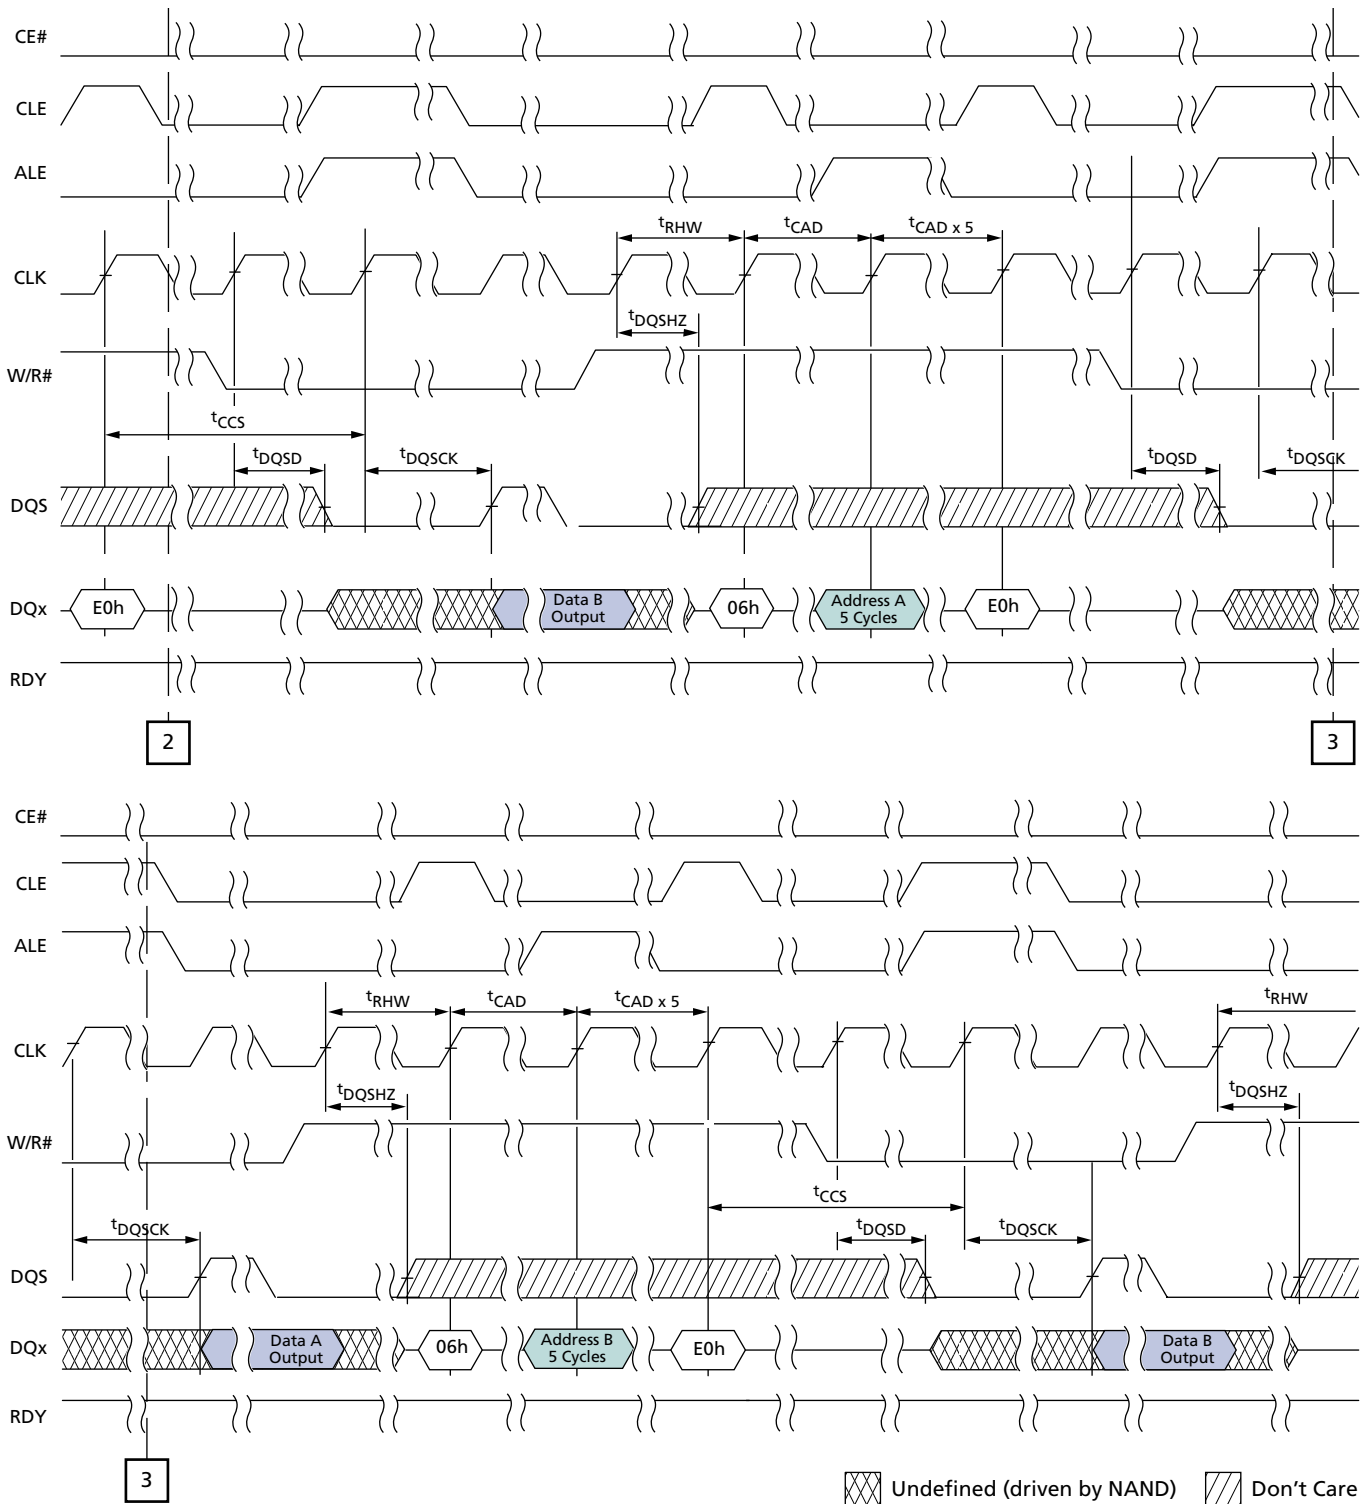 CE#
CLE
ALE
tRHW tCAD tCAD x 5
CLK
tDQSHZ
W/R#
tCCS
tDQSD tDQSCK tDQSD tDQSCK
DQS
DQx E0h Data B Output 06h Address A 5 Cycles E0h
RDY
2 3
CE#
CLE
ALE
tRHW tCAD tCAD x 5 tRHW
CLK
tDQSHZ tDQSHZ
W/R#
tCCS
tDQSCK tDQSD tDQSCK
DQS
DQx Data A Output 06h Address B 5 Cycles E0h Data B Output
RDY
3
Undefined (driven by NAND) Don't Care